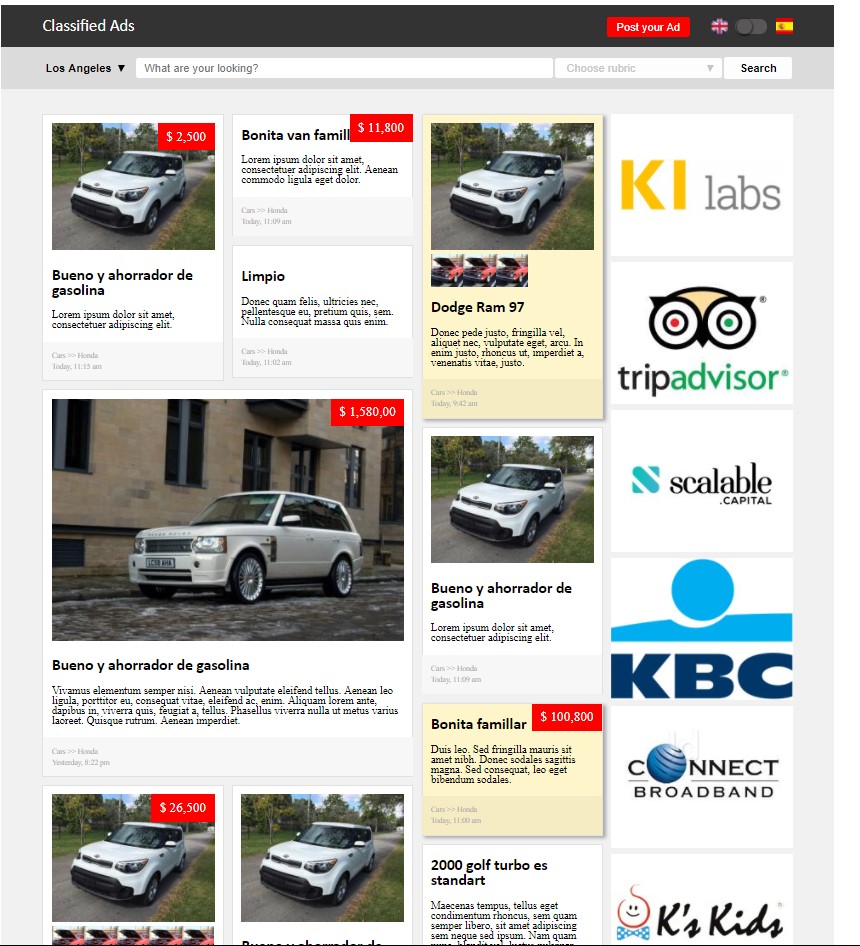 Classified Ads
Post your Ad
Los Angeles ▼
What are your looking?
Choose rubric ▼
Search
$ 2,500
Bueno y ahorrador de
gasolina
Lorem ipsum dolor sit amet,
consectetuer adipiscing elit.
Cars >> Honda
Today, 11:15 am
$ 11,800
Bonita van famill
Lorem ipsum dolor sit amet,
consectetuer adipiscing elit. Aenean
commodo ligula eget dolor.
Cars >> Honda
Today, 11:09 am
Limpio
Donec quam felis, ultricies nec,
pellentesque eu, pretium quis, sem.
Nulla consequat massa quis enim.
Cars >> Honda
Today, 11:02 am
$ 1,580,00
LC58 AHA
Bueno y ahorrador de gasolina
Vivamus elementum semper nisi. Aenean vulputate eleifend tellus. Aenean leo
ligula, porttitor eu, consequat vitae, eleifend ac, enim. Aliquam lorem ante,
dapibus in, viverra quis, feugiat a, tellus. Phasellus viverra nulla ut metus varius
laoreet. Quisque rutrum. Aenean imperdiet.
Cars >> Honda
Yesterday, 8:22 pm
$ 26,500
Bueno y ahorrador de
Dodge Ram 97
Donec pede justo, fringilla vel,
aliquet nec, vulputate eget, arcu. In
enim justo, rhoncus ut, imperdiet a,
venenatis vitae, justo.
Cars >> Honda
Today, 9:42 am
Bueno y ahorrador de
gasolina
Lorem ipsum dolor sit amet,
consectetuer adipiscing elit.
Cars >> Honda
Today, 11:09 am
$ 100,800
Bonita famillar
Duis leo. Sed fringilla mauris sit
amet nibh. Donec sodales sagittis
magna. Sed consequat, leo eget
bibendum sodales.
Cars >> Honda
Today, 11:00 am
2000 golf turbo es
standart
Maecenas tempus, tellus eget
condimentum rhoncus, sem quam
semper libero, sit amet adipiscing
sem neque sed ipsum. Nam quam
KI labs
tripadvisor®
scalable
.CAPITAL
KBC
CONNECT
BROADBAND
K's Kids